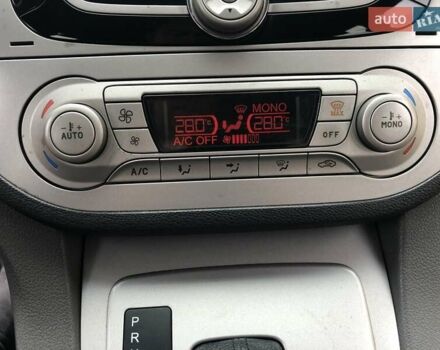 auto RIA
MONO
28.0°C 28.0°C
A/C OFF
AUTO
MAX
OFF
MONO
A/C
P
R